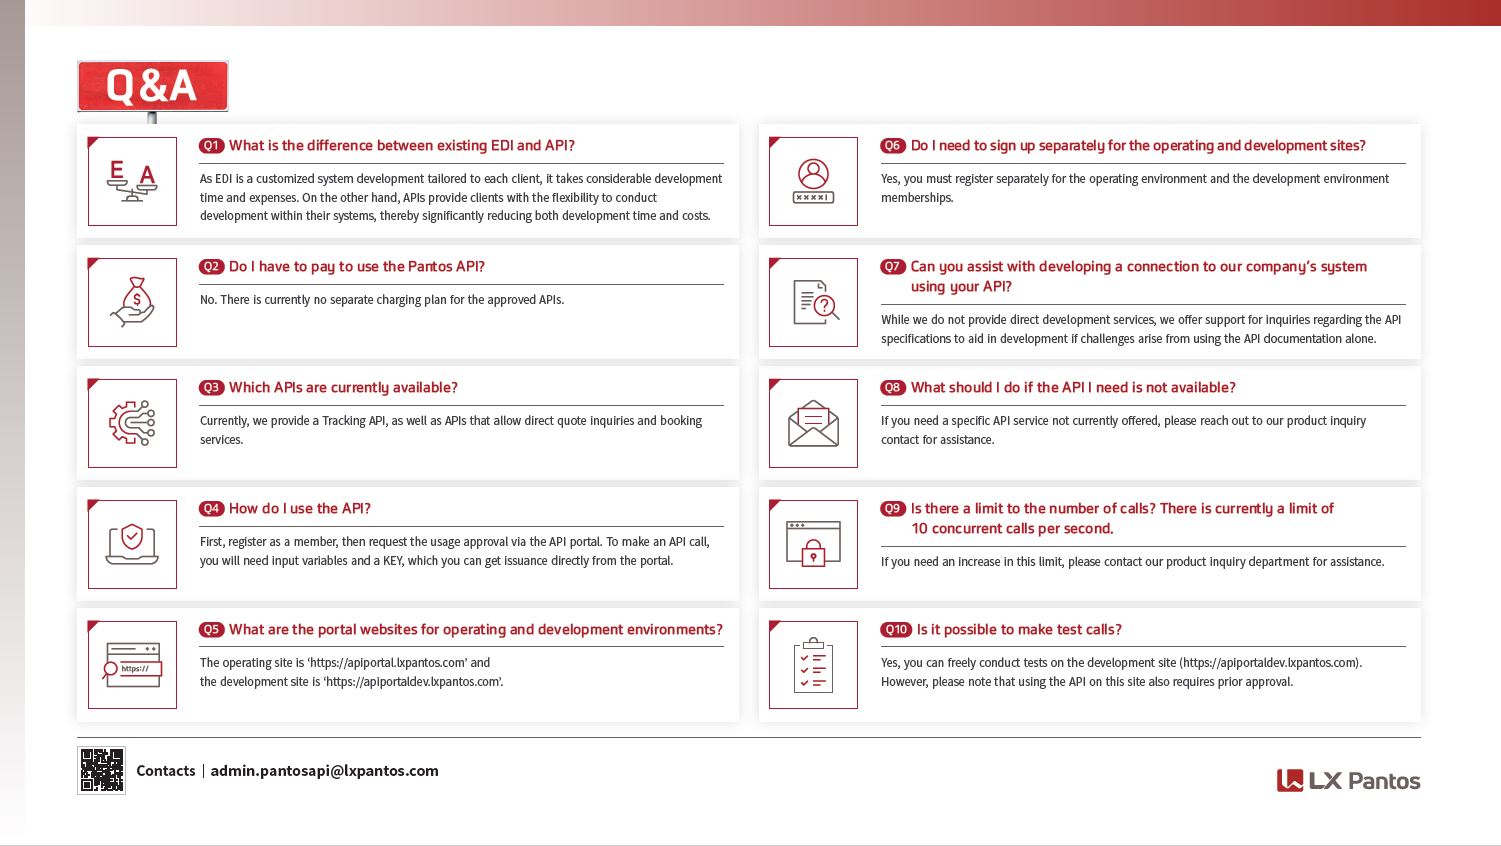 Q&A
E A
Q1 What is the difference between existing EDI and API?
As EDI is a customized system development tailored to each client, it takes considerable development
time and expenses. On the other hand, APIs provide clients with the flexibility to conduct
development within their systems, thereby significantly reducing both development time and costs.
$
Q2 Do I have to pay to use the Pantos API?
No. There is currently no separate charging plan for the approved APIs.
Q3 Which APIs are currently available?
Currently, we provide a Tracking API, as well as APIs that allow direct quote inquiries and booking
services.
Q4 How do I use the API?
First, register as a member, then request the usage approval via the API portal. To make an API call,
you will need input variables and a KEY, which you can get issuance directly from the portal.
https://
Q5 What are the portal websites for operating and development environments?
The operating site is ‘https://apiportal.lxpantos.com’ and
the development site is ‘https://apiportaldev.lxpantos.com’.
××××|
Q6 Do I need to sign up separately for the operating and development sites?
Yes, you must register separately for the operating environment and the development environment
memberships.
?
Q7 Can you assist with developing a connection to our company’s system
using your API?
While we do not provide direct development services, we offer support for inquiries regarding the API
specifications to aid in development if challenges arise from using the API documentation alone.
Q8 What should I do if the API I need is not available?
If you need a specific API service not currently offered, please reach out to our product inquiry
contact for assistance.
Q9 Is there a limit to the number of calls? There is currently a limit of
10 concurrent calls per second.
If you need an increase in this limit, please contact our product inquiry department for assistance.
Q10 Is it possible to make test calls?
Yes, you can freely conduct tests on the development site (https://apiportaldev.lxpantos.com).
However, please note that using the API on this site also requires prior approval.
Contacts | admin.pantosapi@lxpantos.com
LX Pantos